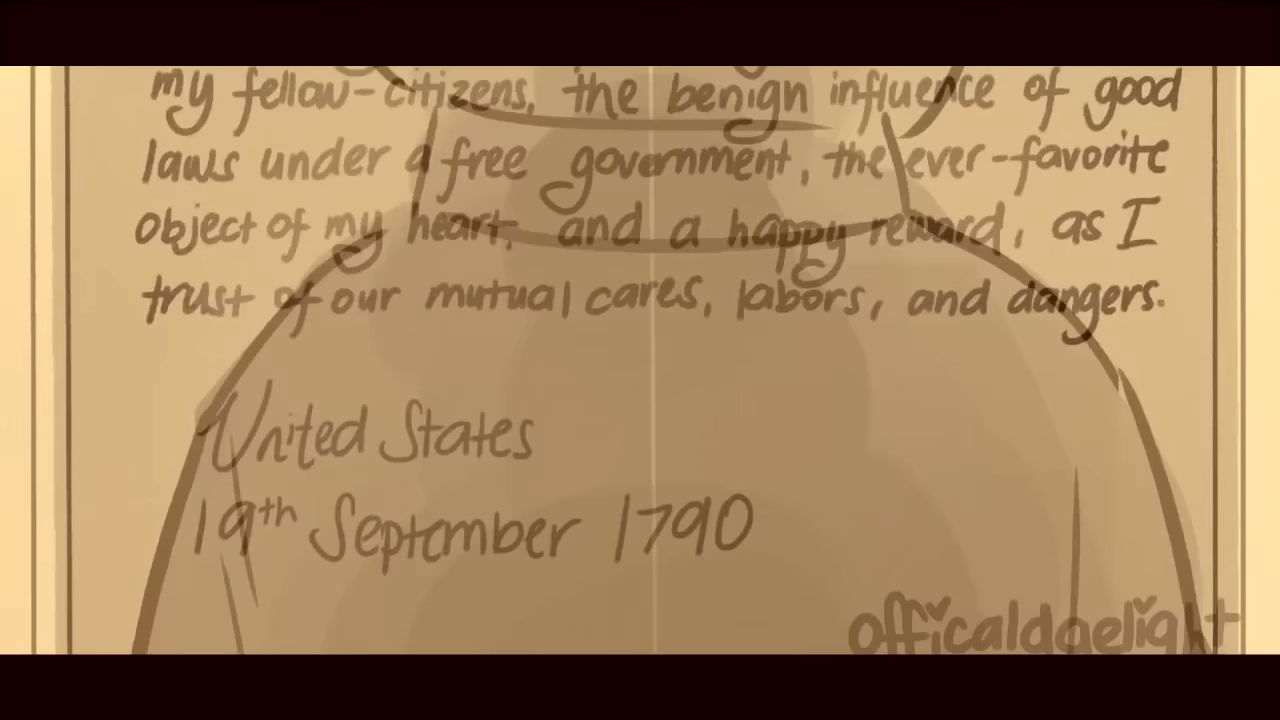 my fellow-citizens, the benign influence of good
laws under a free government, the ever-favorite
object of my heart, and a happy reward, as I
trust of our mutual cares, labors, and dangers.
United States
19th September 1790
officaldaelight